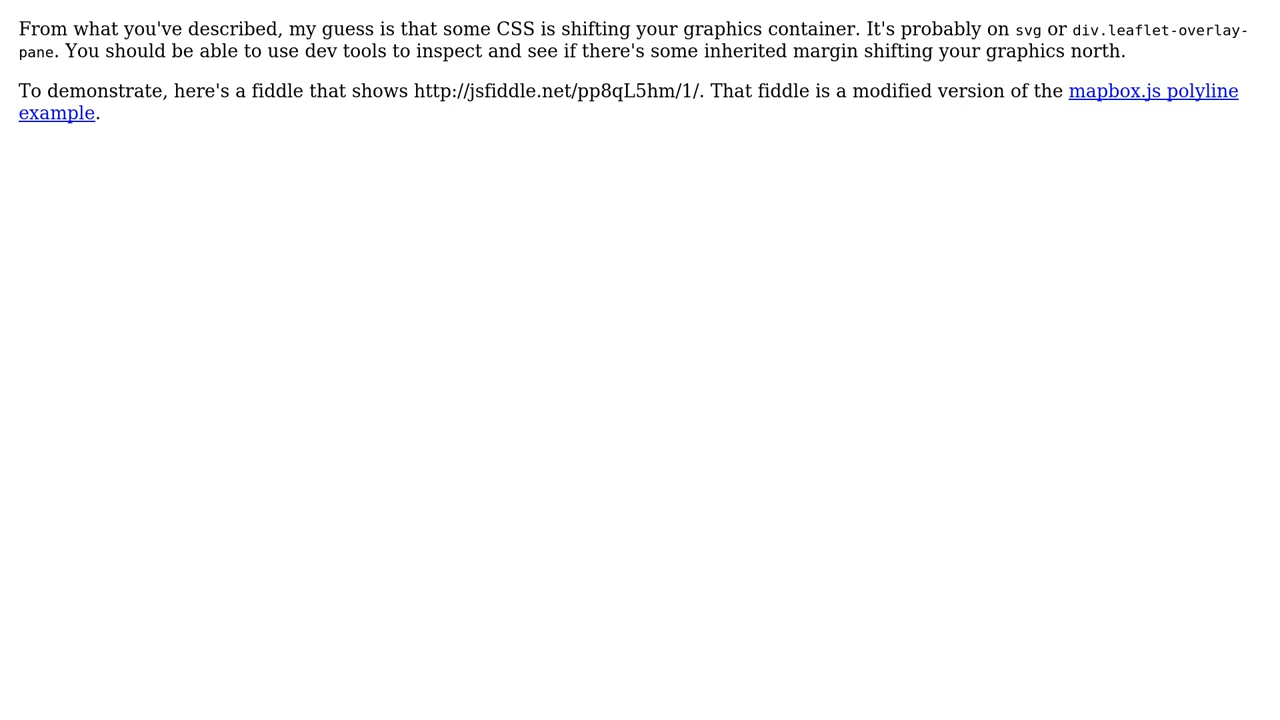 From what you've described, my guess is that some CSS is shifting your graphics container. It's probably on svg or div.leaflet-overlay-
pane. You should be able to use dev tools to inspect and see if there's some inherited margin shifting your graphics north.
To demonstrate, here's a fiddle that shows http://jsfiddle.net/pp8qL5hm/1/. That fiddle is a modified version of the mapbox.js polyline
example.